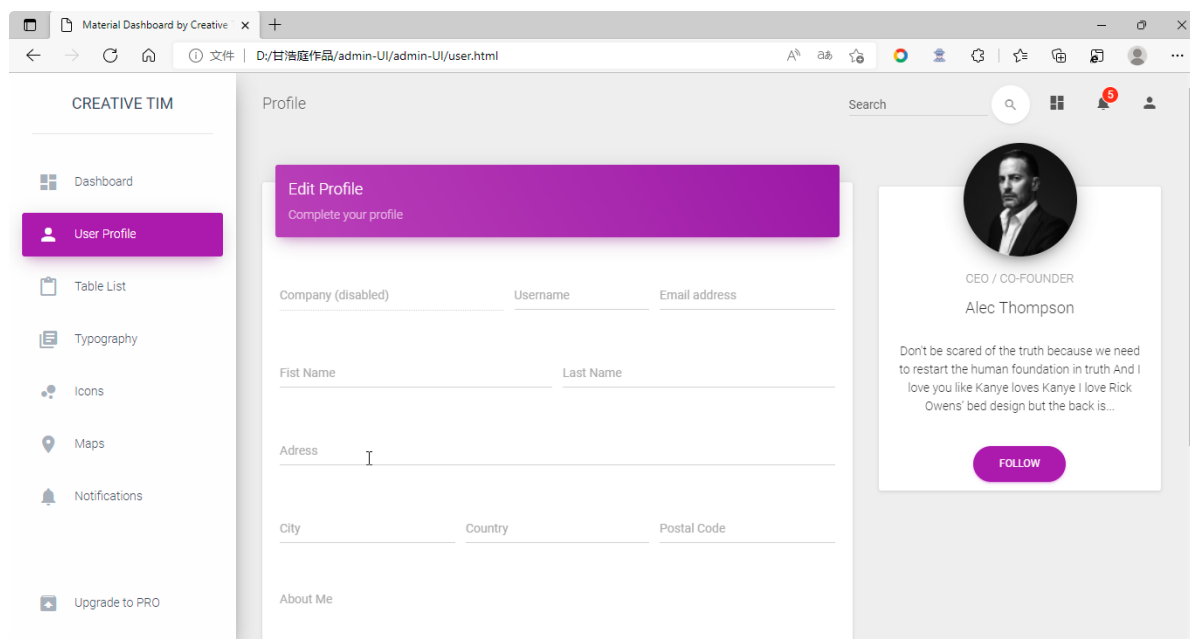 Material Dashboard by Creative
文件
D:/甘浩庭作品/admin-UI/admin-UI/user.html
CREATIVE TIM
Profile
Search
5
Dashboard
User Profile
Table List
Typography
Icons
Maps
Notifications
Upgrade to PRO
Edit Profile
Complete your profile
Company (disabled)
Username
Email address
Fist Name
Last Name
Adress
City
Country
Postal Code
About Me
CEO / CO-FOUNDER
Alec Thompson
Don't be scared of the truth because we need
to restart the human foundation in truth And I
love you like Kanye loves Kanye I love Rick
Owens' bed design but the back is...
FOLLOW